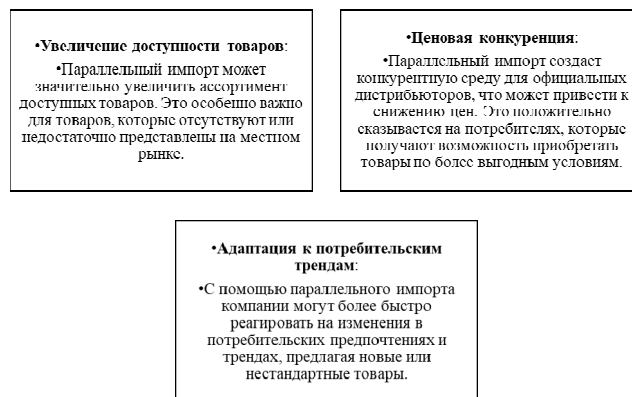 •Увеличение доступности товаров:
•Параллельный импорт может
значительно увеличить ассортимент
доступных товаров. Это особенно важно
для товаров, которые отсутствуют или
недостаточно представлены на местном
рынке.
•Ценовая конкуренция:
•Параллельный импорт создает
конкурентную среду для официальных
дистрибьюторов, что может привести к
снижению цен. Это положительно
сказывается на потребителях, которые
получают возможность приобретать
товары по более выгодным условиям.
•Адаптация к потребительским
трендам:
•С помощью параллельного импорта
компании могут более быстро
реагировать на изменения в
потребительских предпочтениях и
трендах, предлагая новые или
нестандартные товары.